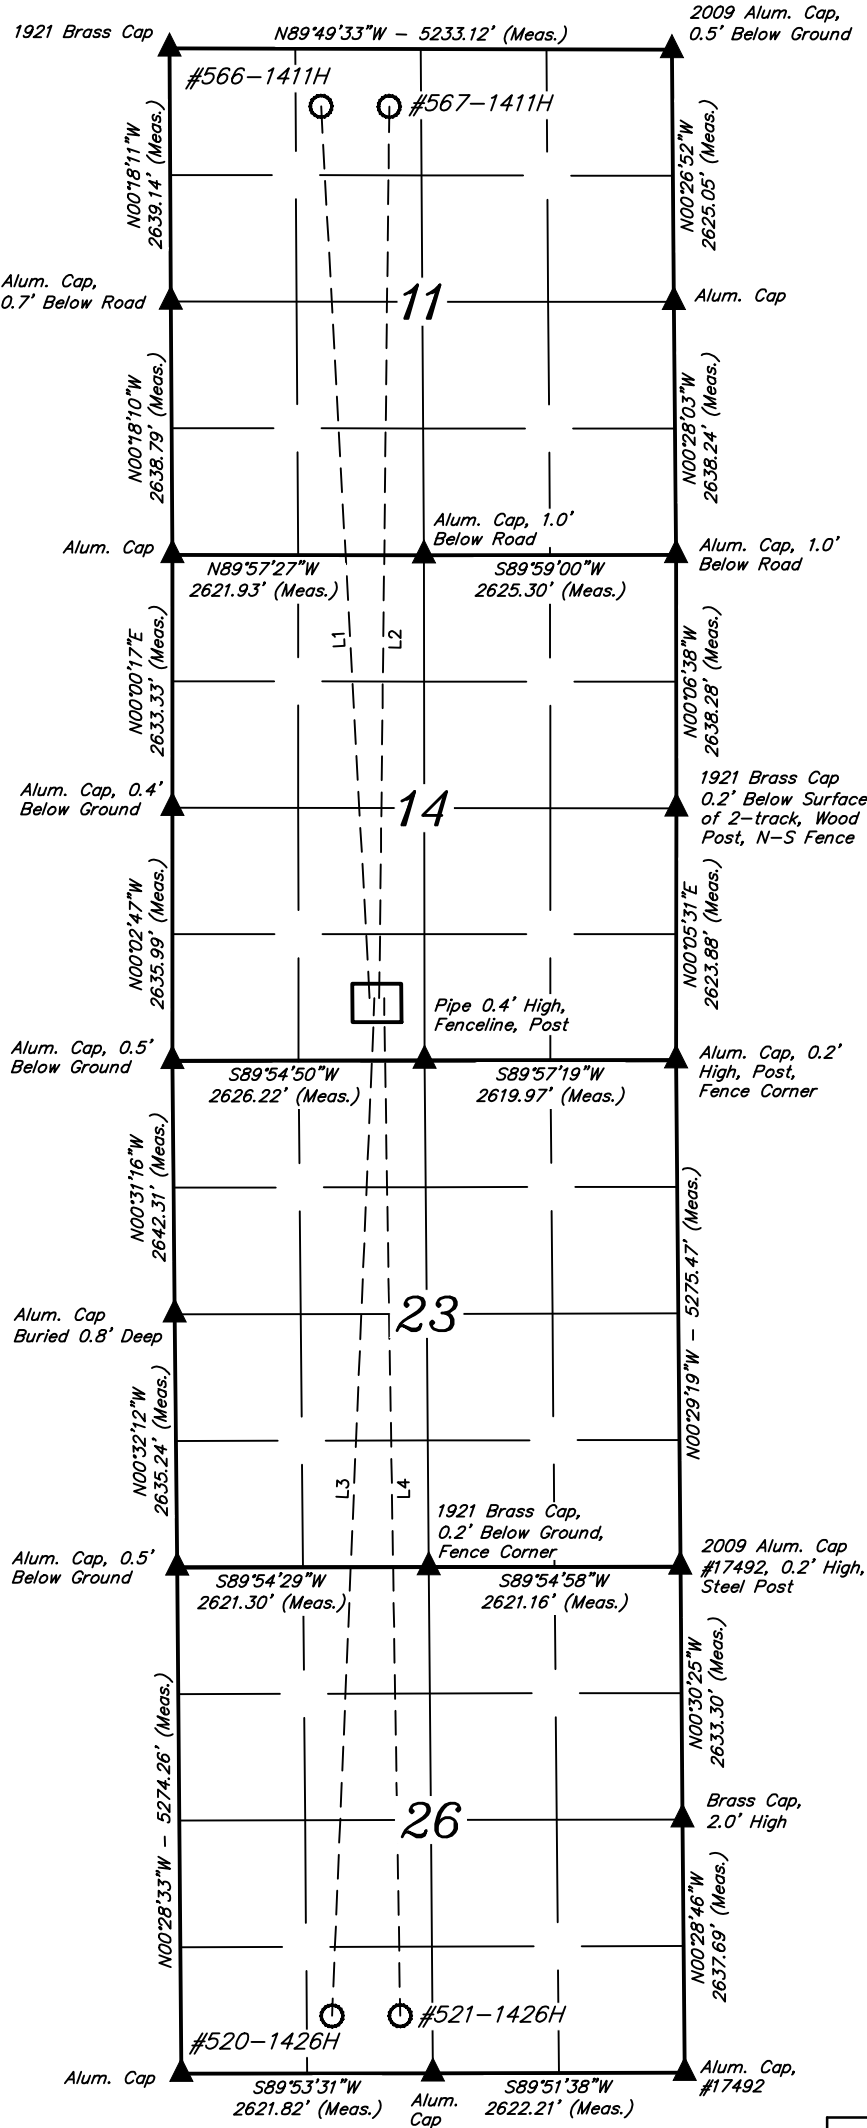 1921 Brass Cap
N89°49'33"W - 5233.12' (Meas.)
2009 Alum. Cap,
0.5' Below Ground
#566-1411H
#567-1411H
N00°18'11"W
2639.14' (Meas.)
N00°26'52"W
2625.05' (Meas.)
Alum. Cap,
0.7' Below Road
11
Alum. Cap
N00°18'10"W
2638.79' (Meas.)
N00°28'03"W
2638.24' (Meas.)
Alum. Cap
Alum. Cap, 1.0'
Below Road
Alum. Cap, 1.0'
Below Road
N89°57'27"W
2621.93' (Meas.)
S89°59'00"W
2625.30' (Meas.)
L1
L2
N00°00'17"E
2633.33' (Meas.)
N00°06'38"W
2638.28' (Meas.)
Alum. Cap, 0.4'
Below Ground
14
1921 Brass Cap
0.2' Below Surface
of 2-track, Wood
Post, N-S Fence
N00°02'47"W
2635.99' (Meas.)
N00°05'31"E
2623.88' (Meas.)
Pipe 0.4' High,
Fenceline, Post
Alum. Cap, 0.5'
Below Ground
Alum. Cap, 0.2'
High, Post,
Fence Corner
S89°54'50"W
2626.22' (Meas.)
S89°57'19"W
2619.97' (Meas.)
N00°31'16"W
2642.31' (Meas.)
N00°29'19"W - 5275.47' (Meas.)
Alum. Cap
Buried 0.8' Deep
23
N00°32'12"W
2635.24' (Meas.)
L3
L4
1921 Brass Cap,
0.2' Below Ground,
Fence Corner
Alum. Cap, 0.5'
Below Ground
2009 Alum. Cap
#17492, 0.2' High,
Steel Post
S89°54'29"W
2621.30' (Meas.)
S89°54'58"W
2621.16' (Meas.)
N00°28'33"W - 5274.26' (Meas.)
N00°30'25"W
2633.30' (Meas.)
26
Brass Cap,
2.0' High
N00°28'46"W
2637.69' (Meas.)
#520-1426H
#521-1426H
Alum. Cap
S89°53'31"W
2621.82' (Meas.)
Alum.
Cap
S89°51'38"W
2622.21' (Meas.)
Alum. Cap,
#17492